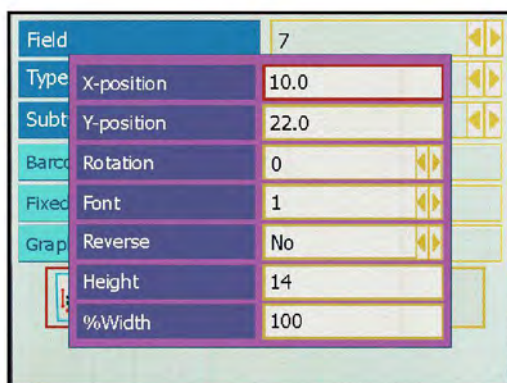 Field 7
Type
X-position 10.0
Subt
Y-position 22.0
Barco
Rotation 0
Fixed
Font 1
Grap
Reverse No
Height 14
%Width 100